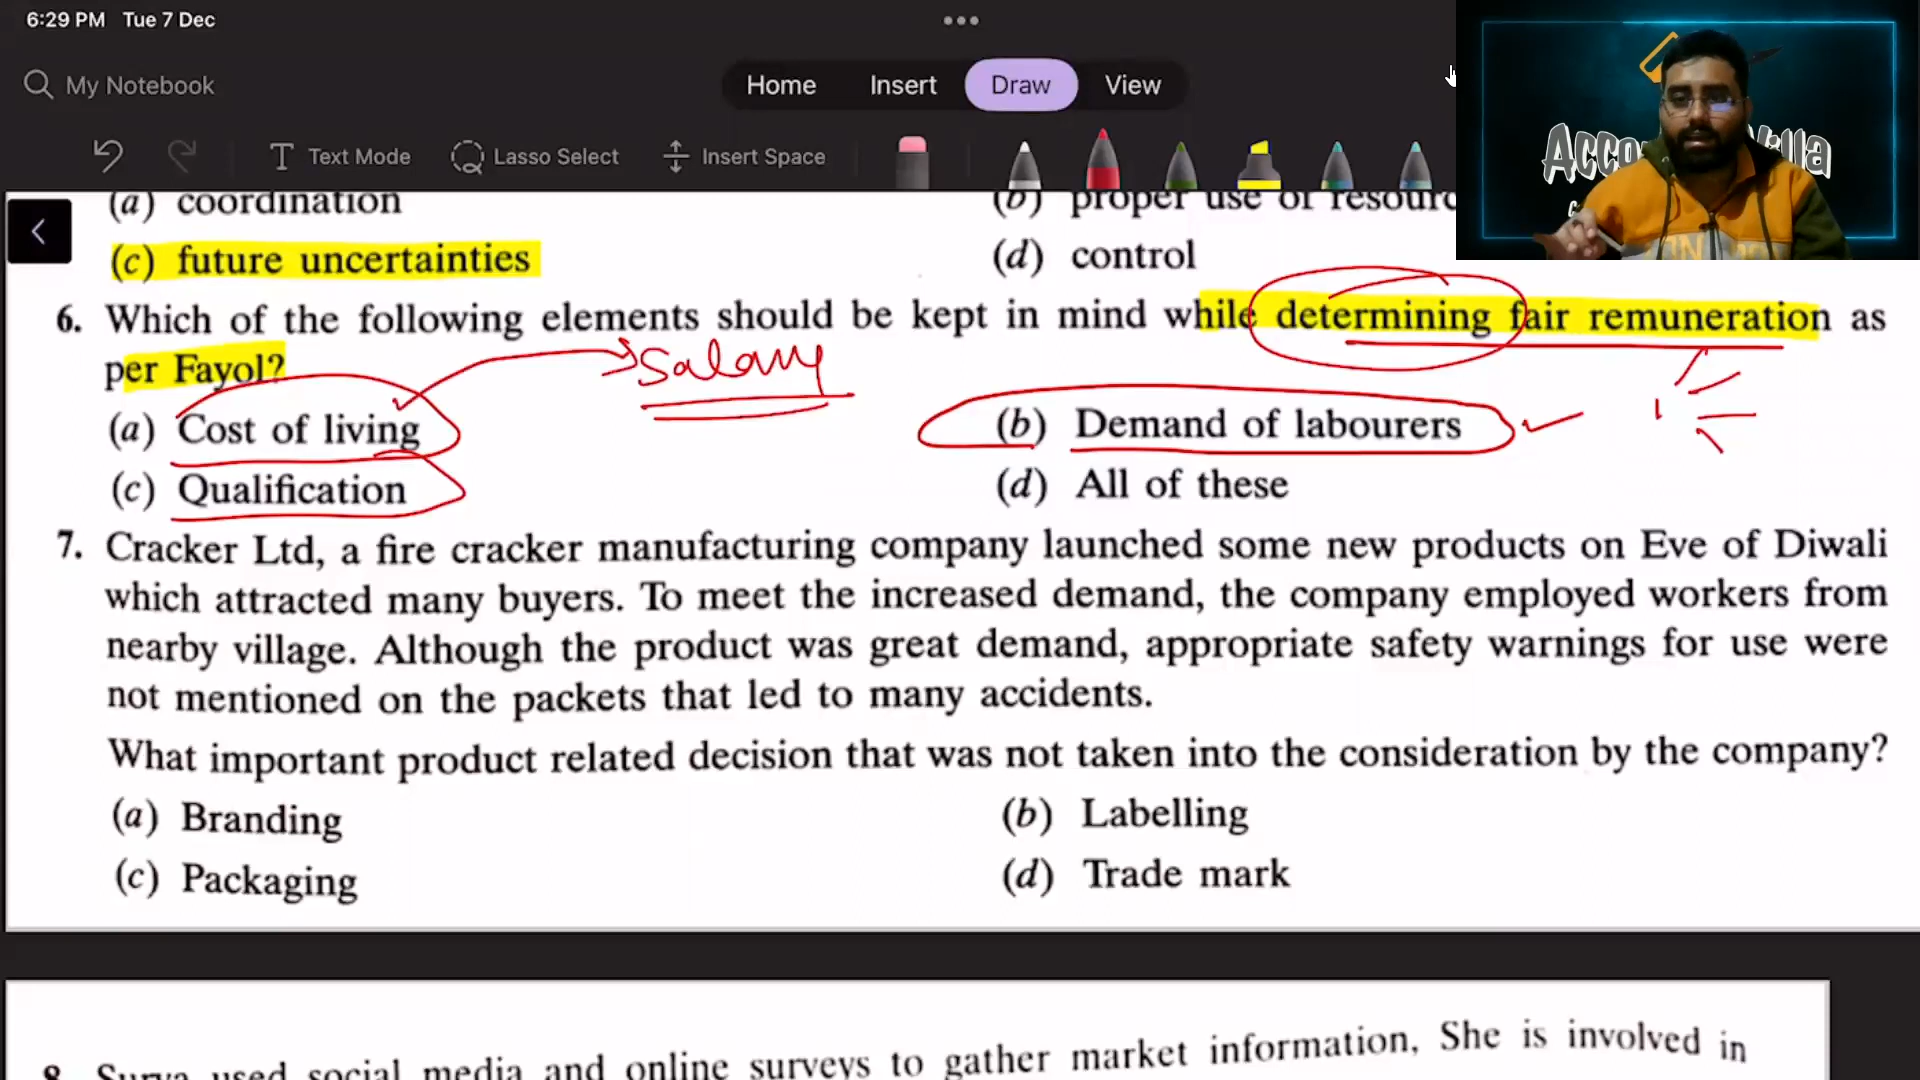 6:29 PM Tue 7 Dec
My Notebook
Home Insert Draw View
Text Mode Lasso Select Insert Space
(a) coordination (b) proper use of
(c) future uncertainties (d) control
6. Which of the following elements should be kept in mind while determining fair remuneration as
per Fayol?
Salary
(a) Cost of living (b) Demand of labourers
(c) Qualification (d) All of these
7. Cracker Ltd, a fire cracker manufacturing company launched some new products on Eve of Diwali
which attracted many buyers. To meet the increased demand, the company employed workers from
nearby village. Although the product was great demand, appropriate safety warnings for use were
not mentioned on the packets that led to many accidents.
What important product related decision that was not taken into the consideration by the company?
(a) Branding (b) Labelling
(c) Packaging (d) Trade mark
8. Surya used social media and online surveys to gather market information. She is involved in